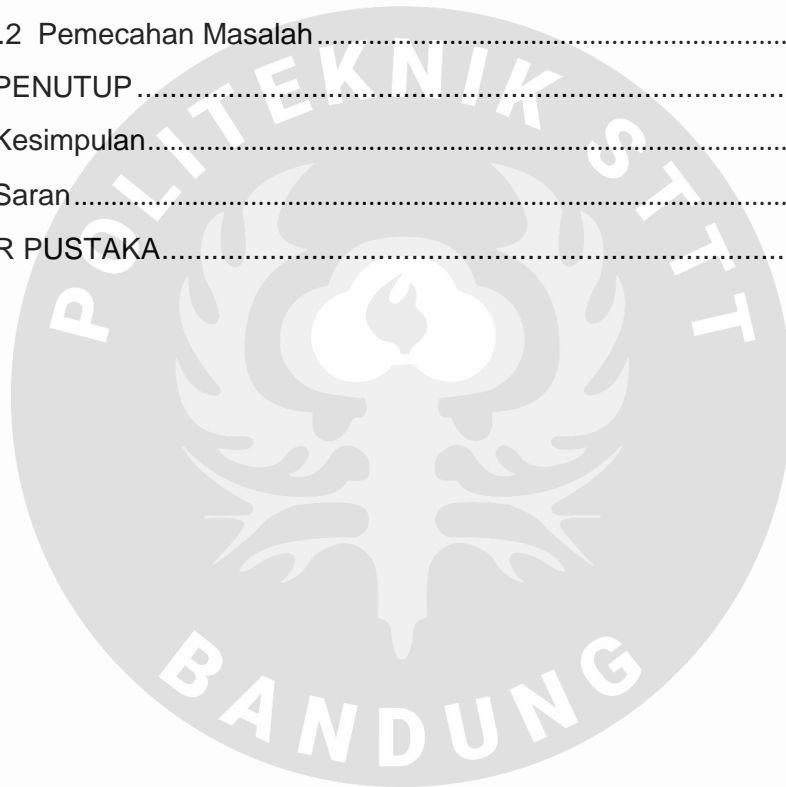 .2 Pemecahan Masalah..........................................................................
PENUTUP..........................................................................................
Kesimpulan........................................................................................
Saran................................................................................................
R PUSTAKA......................................................................................
POLITEKNIK STTT
BANDUNG